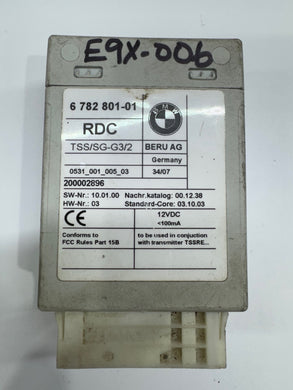 E9X-006
6 782 801-01
BMW
RDC
TSS/SG-G3/2 BERU AG
Germany
0531_001_005_03 34/07
200002896
SW-Nr.: 10.01.00 Nachr.katalog: 00.12.38
HW-Nr.: 03 Standard-Core: 03.10.03
CE 12VDC
<100mA
Conforms to to be used in conjuction
FCC Rules Part 15B with transmitter TSSRE...